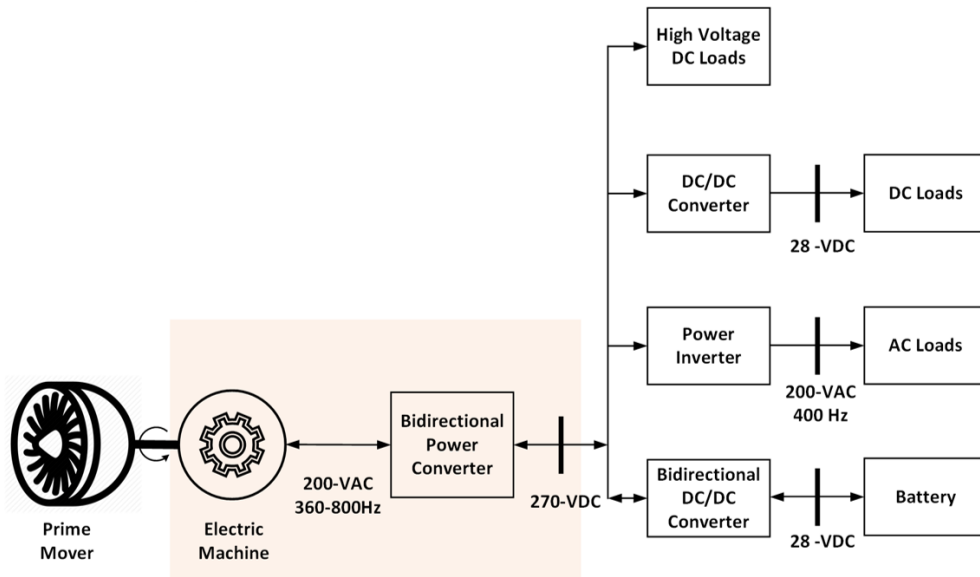 High Voltage
DC Loads
DC/DC
Converter
28 -VDC
DC Loads
Power
Inverter
200-VAC
400 Hz
AC Loads
Bidirectional
Power
Converter
200-VAC
360-800Hz
270-VDC
Bidirectional
DC/DC
Converter
28 -VDC
Battery
Prime
Mover
Electric
Machine